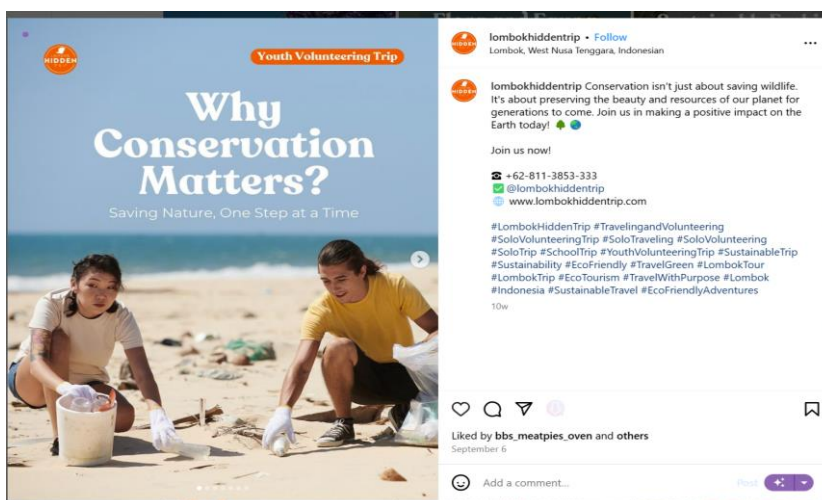 HIDDEN
Youth Volunteering Trip
Why
Conservation
Matters?
Saving Nature, One Step at a Time
lombokhiddentrip • Follow
Lombok, West Nusa Tenggara, Indonesian
lombokhiddentrip Conservation isn't just about saving wildlife.
It's about preserving the beauty and resources of our planet for
generations to come. Join us in making a positive impact on the
Earth today! 🌳 🌏
Join us now!
☎ +62-811-3853-333
✅ @lombokhiddentrip
🌐 www.lombokhiddentrip.com
#LombokHiddenTrip #TravelingandVolunteering
#SoloVolunteeringTrip #SoloTraveling #SoloVolunteering
#SoloTrip #SchoolTrip #YouthVolunteeringTrip #SustainableTrip
#Sustainability #EcoFriendly #TravelGreen #LombokTour
#LombokTrip #EcoTourism #TravelWithPurpose #Lombok
#Indonesia #SustainableTravel #EcoFriendlyAdventures
10w
Liked by bbs_meatpies_oven and others
September 6
Add a comment...
Post